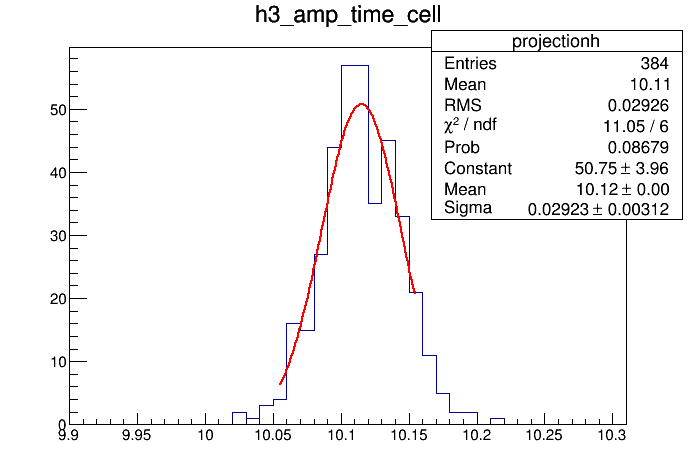 h3_amp_time_cell
projectionh
Entries 384
Mean 10.11
RMS 0.02926
χ² / ndf 11.05 / 6
Prob 0.08679
Constant 50.75 ± 3.96
Mean 10.12 ± 0.00
Sigma 0.02923 ± 0.00312
50
40
30
20
10
0
9.9 9.95 10 10.05 10.1 10.15 10.2 10.25 10.3